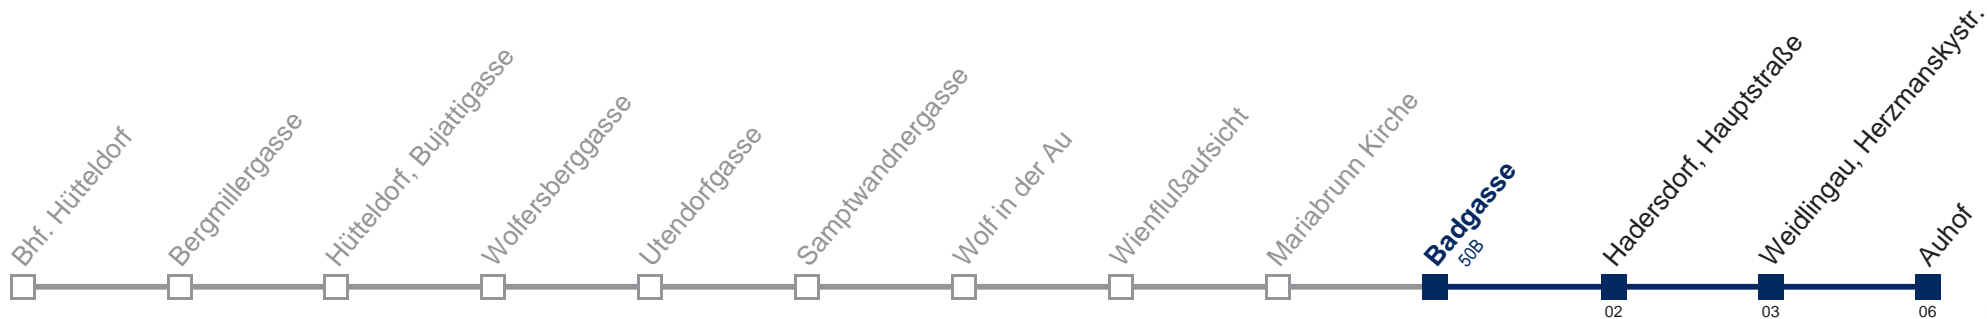 Bhf. Hütteldorf
Bergmillergasse
Hütteldorf, Bujattigasse
Wolfersberggasse
Utendorfgasse
Samptwandnergasse
Wolf in der Au
Wienflußaufsicht
Mariabrunn Kirche
Badgasse
50B
Hadersdorf, Hauptstraße
Weidlingau, Herzmanskystr.
Auhof
02
03
06